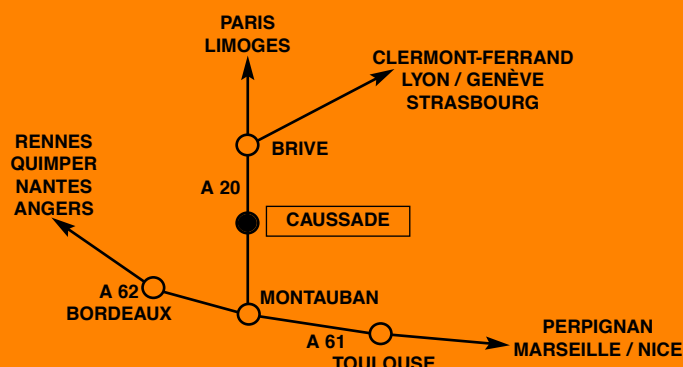 PARIS
LIMOGES
CLERMONT-FERRAND
LYON / GENÈVE
STRASBOURG
RENNES
QUIMPER
NANTES
ANGERS
BRIVE
A 20
CAUSSADE
A 62
BORDEAUX
MONTAUBAN
A 61
TOULOUSE
PERPIGNAN
MARSEILLE / NICE